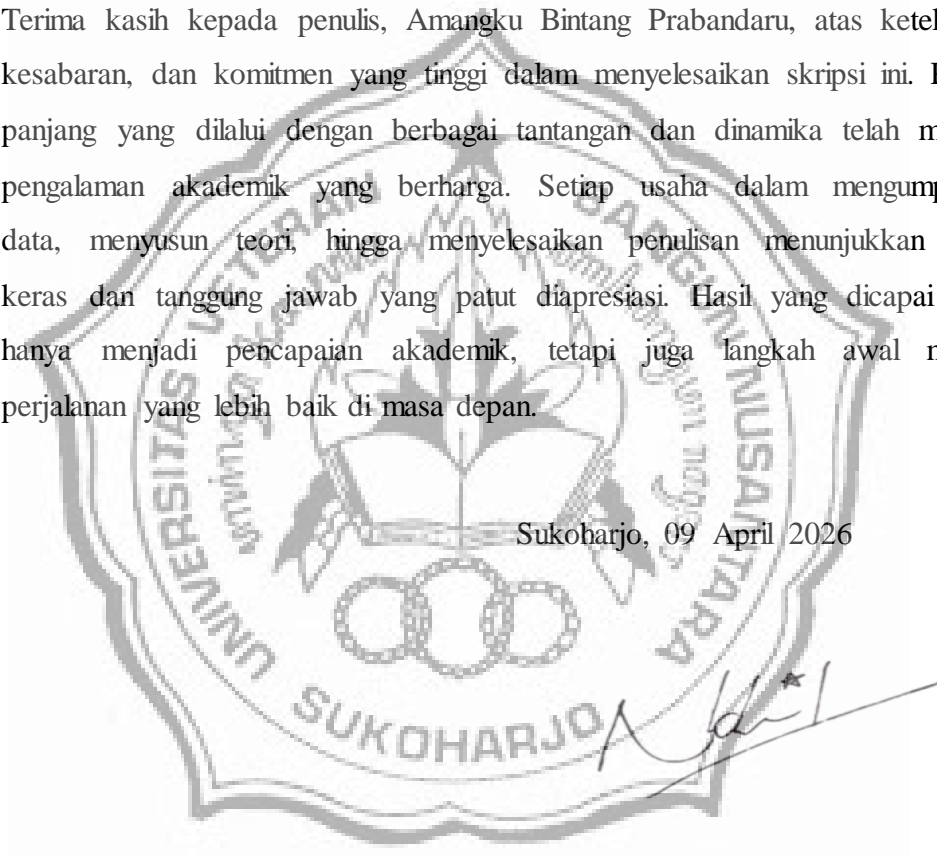 Terima kasih kepada penulis, Amangku Bintang Prabandaru, atas
kesabaran, dan komitmen yang tinggi dalam menyelesaikan skripsi ini.
panjang yang dilalui dengan berbagai tantangan dan dinamika telah
pengalaman akademik yang berharga. Setiap usaha dalam
data, menyusun teori, hingga menyelesaikan penulisan menunjukkan
keras dan tanggung jawab yang patut diapresiasi. Hasil yang dicapai
hanya menjadi pencapaian akademik, tetapi juga langkah awal
perjalanan yang lebih baik di masa depan.
Sukoharjo, 09 April 2026
UNIVERSITAS VETERAN BANGUN NUSANTARA
SUKOHARJO